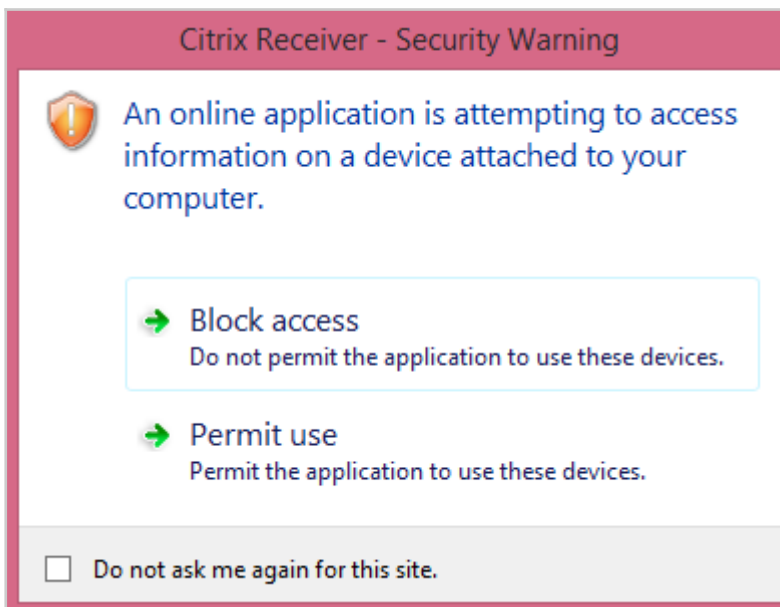 Citrix Receiver - Security Warning
An online application is attempting to access
information on a device attached to your
computer.
Block access
Do not permit the application to use these devices.
Permit use
Permit the application to use these devices.
Do not ask me again for this site.